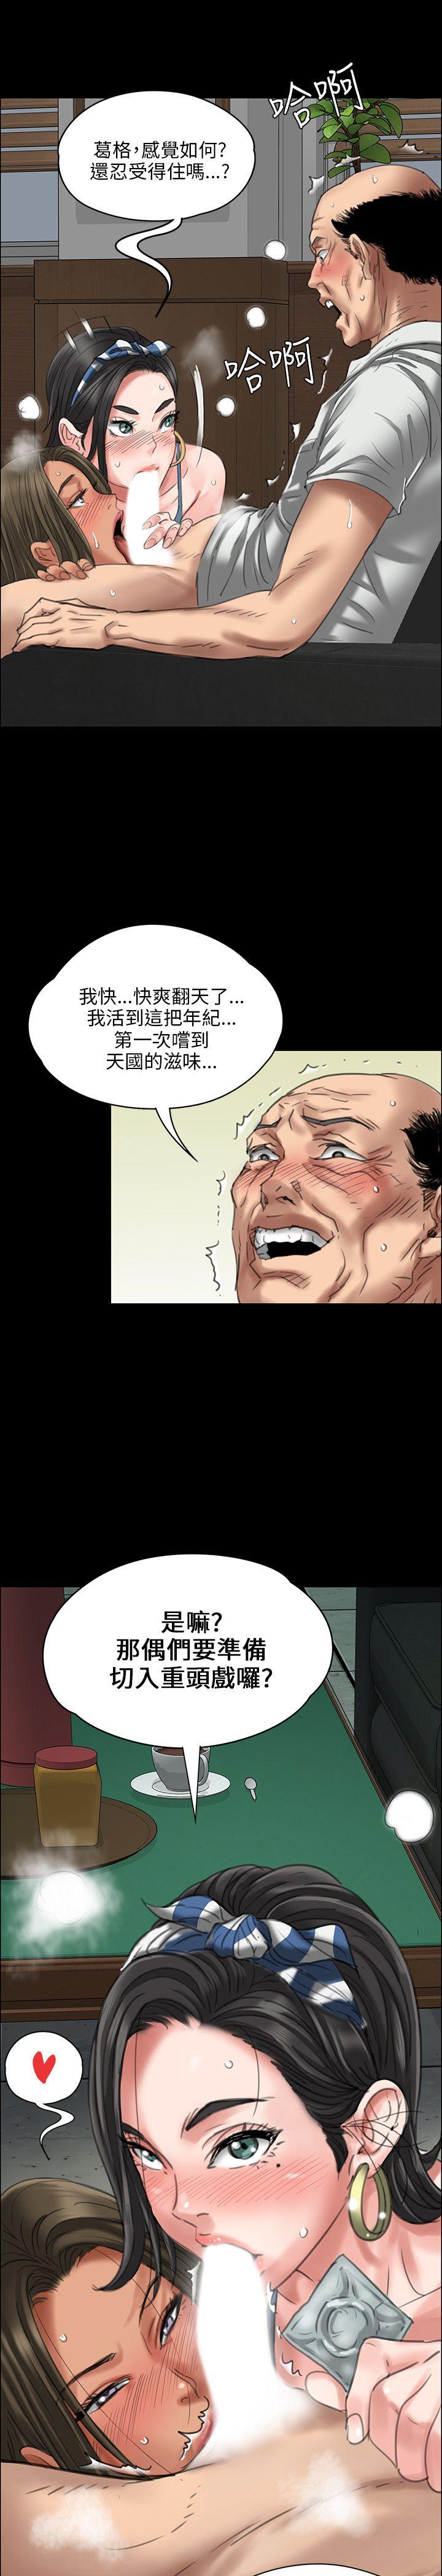 哈啊
葛格，感覺如何？
還忍受得住嗎...？
哈啊
我快...快爽翻天了...
我活到這把年紀...
第一次嚐到
天國的滋味...
是嘛？
那偶們要準備
切入重頭戲囉？